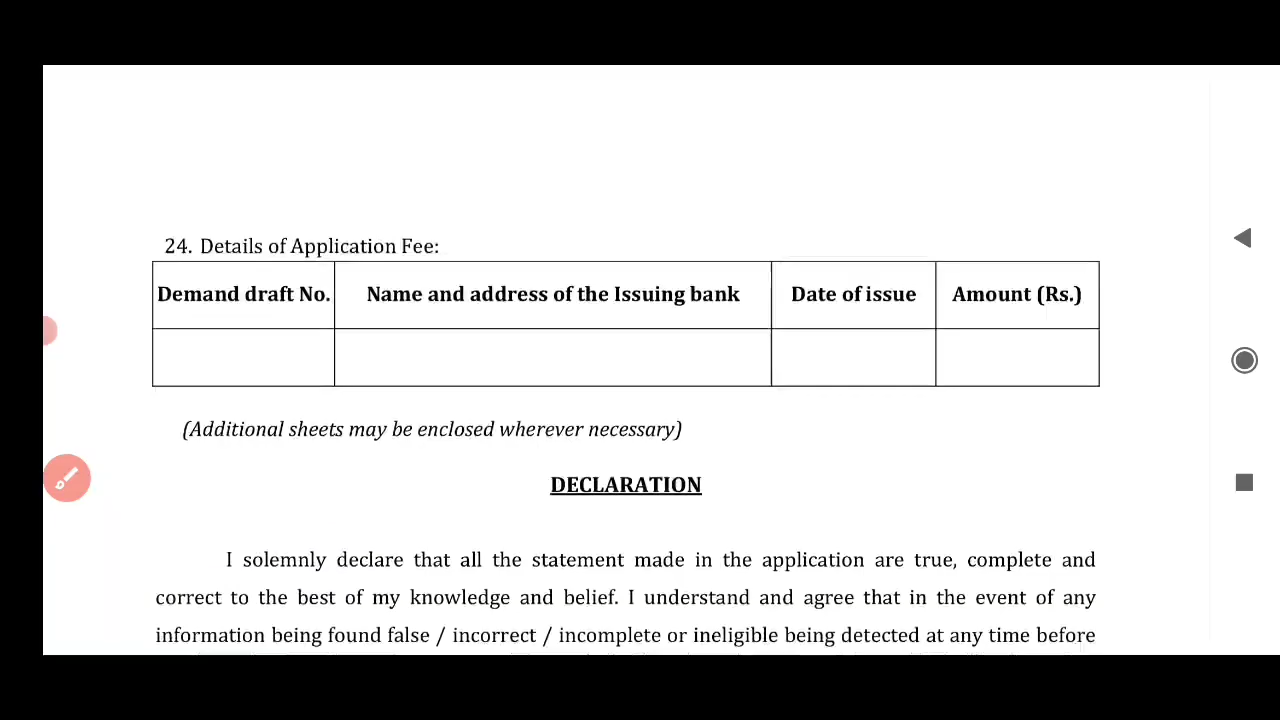 24. Details of Application Fee:
Demand draft No. Name and address of the Issuing bank Date of issue Amount (Rs.)
(Additional sheets may be enclosed wherever necessary)
DECLARATION
I solemnly declare that all the statement made in the application are true, complete and
correct to the best of my knowledge and belief. I understand and agree that in the event of any
information being found false / incorrect / incomplete or ineligible being detected at any time before